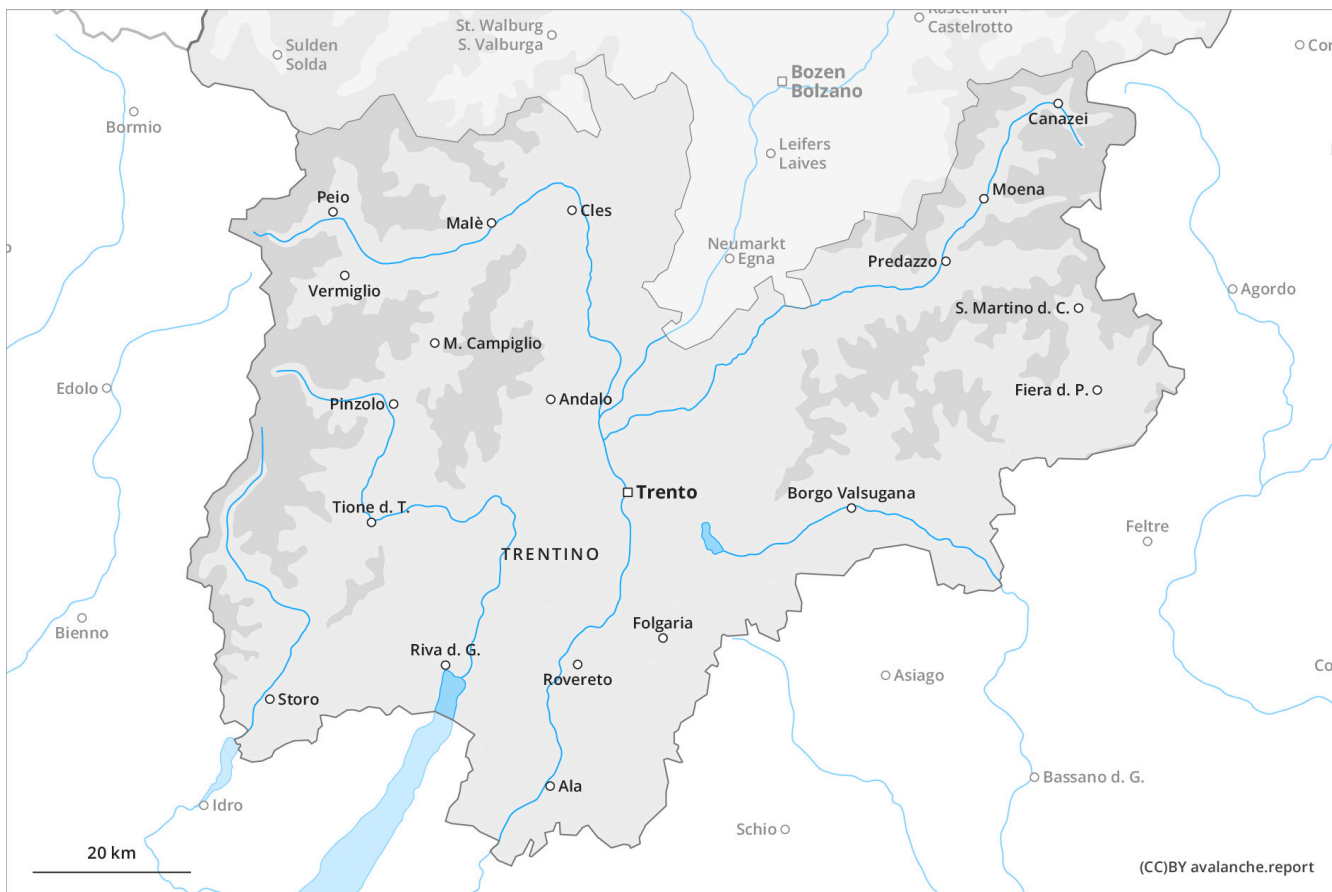 Kastelruth
Castelrotto
St. Walburg
S. Valburga
Sulden
Solda
Bozen
Bolzano
Canazei
Bormio
Leifers
Laives
Moena
Peio
Malè
Cles
Neumarkt
Egna
Predazzo
Vermiglio
Agordo
S. Martino d. C.
M. Campiglio
Edolo
Pinzolo
Andalo
Fiera d. P.
Trento
Borgo Valsugana
Tione d. T.
Feltre
TRENTINO
Bienno
Folgaria
Riva d. G.
Rovereto
Asiago
Storo
Bassano d. G.
Ala
Idro
Schio
20 km
(CC)BY avalanche.report